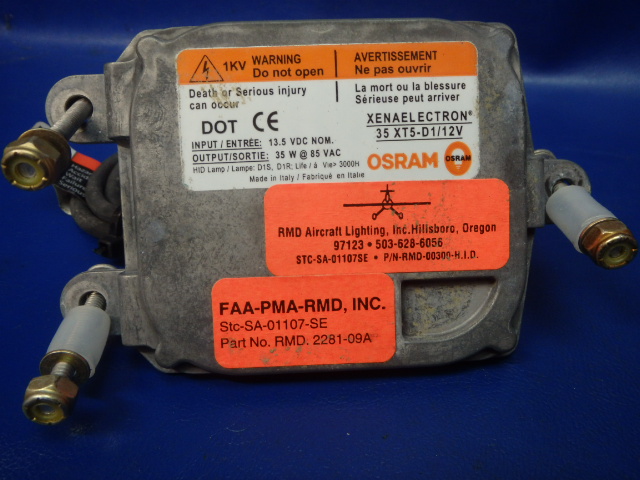 1KV
WARNING
Do not open
AVERTISSEMENT
Ne pas ouvrir
Death or Serious injury
can occur
La mort ou la blessure
Sérieuse peut arriver
DOT CE
XENAELECTRON®
35 XT5-D1/12V
INPUT / ENTRÉE: 13.5 VDC NOM.
OUTPUT/SORTIE: 35 W @ 85 VAC
HID Lamp / Lampe: D1S, D1R; Life / à Vie> 3000H
Made in Italy / Fabriqué en Italie
OSRAM
OSRAM
RMD Aircraft Lighting, Inc.Hillsboro, Oregon
97123 • 503-628-6056
STC-SA-01107SE • P/N-RMD-00300-H.I.D.
FAA-PMA-RMD, INC.
Stc-SA-01107-SE
Part No. RMD. 2281-09A